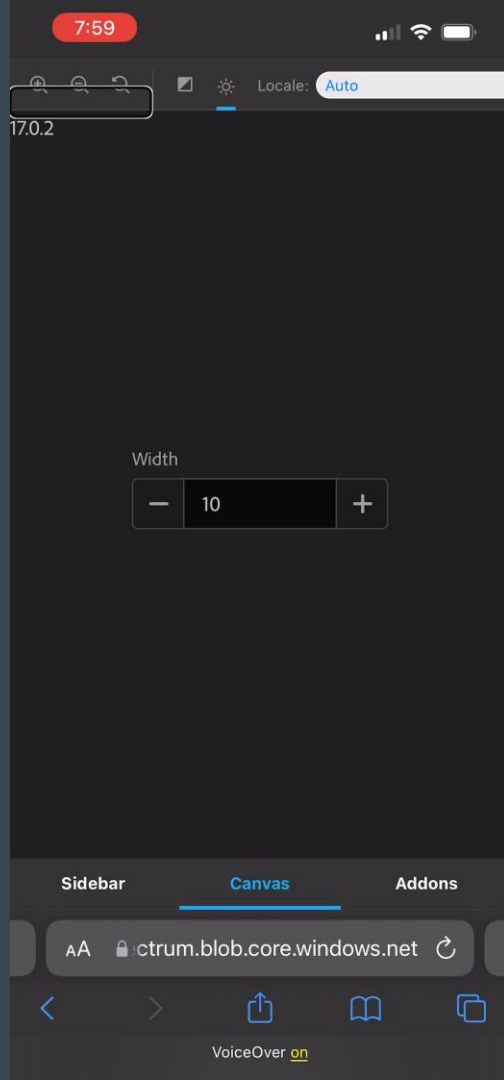 7:59
Locale: Auto
17.0.2
Width
10
Sidebar Canvas Addons
AA ctrum.blob.core.windows.net
VoiceOver on